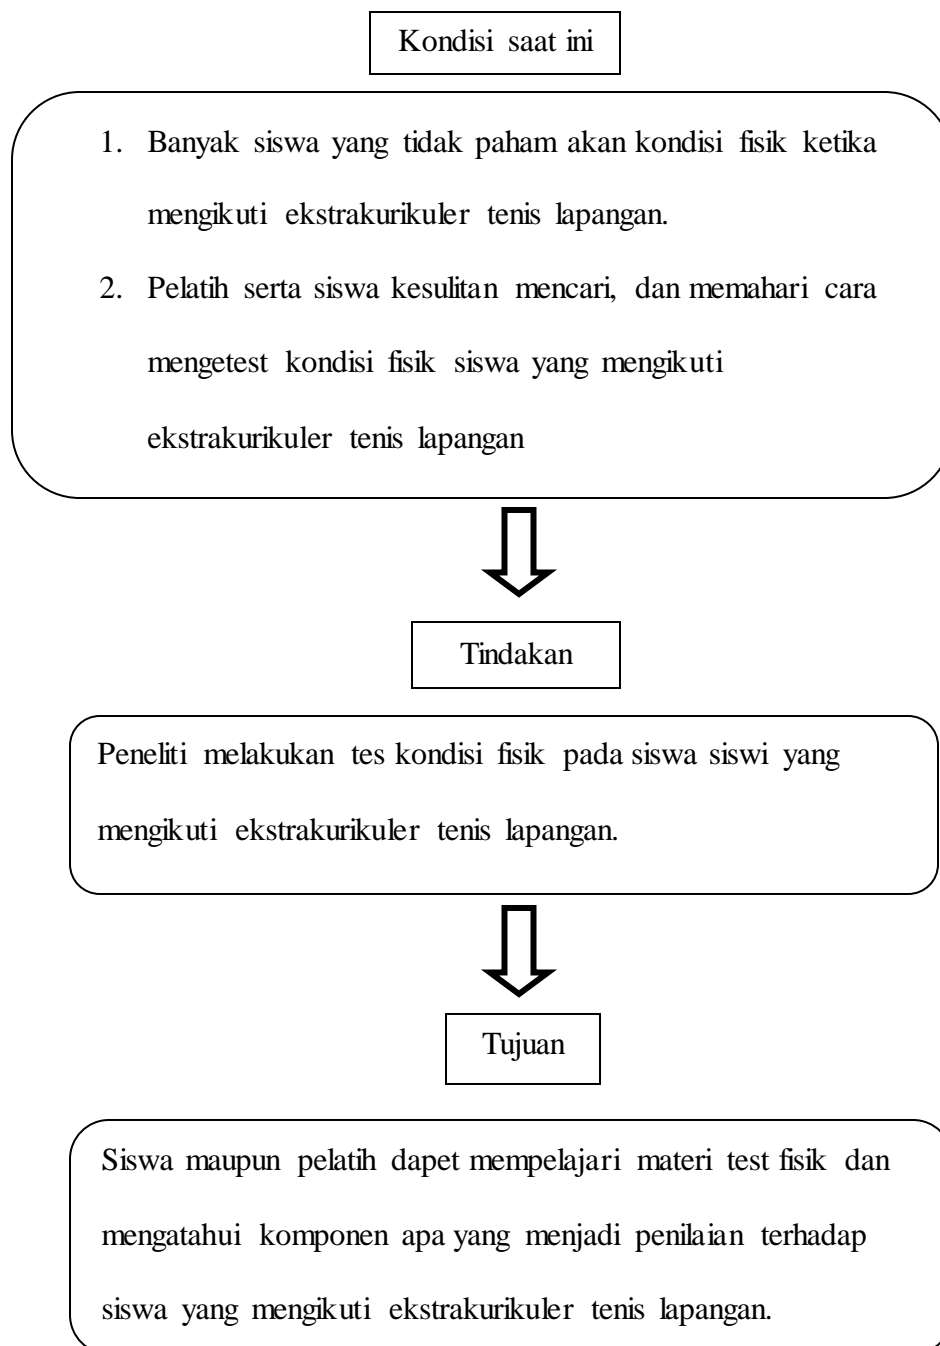 Kondisi saat ini
1. Banyak siswa yang tidak paham akan kondisi fisik ketika
mengikuti ekstrakurikuler tenis lapangan.
2. Pelatih serta siswa kesulitan mencari, dan memahari cara
mengetest kondisi fisik siswa yang mengikuti
ekstrakurikuler tenis lapangan
Tindakan
Peneliti melakukan tes kondisi fisik pada siswa siswi yang
mengikuti ekstrakurikuler tenis lapangan.
Tujuan
Siswa maupun pelatih dapet mempelajari materi test fisik dan
mengatahui komponen apa yang menjadi penilaian terhadap
siswa yang mengikuti ekstrakurikuler tenis lapangan.